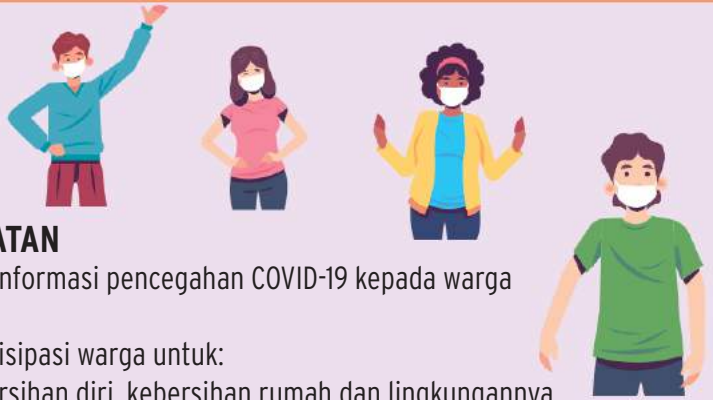 ATAN
nformasi pencegahan COVID-19 kepada warga
isipasi warga untuk:
rsihan diri, kebersihan rumah dan lingkungannya